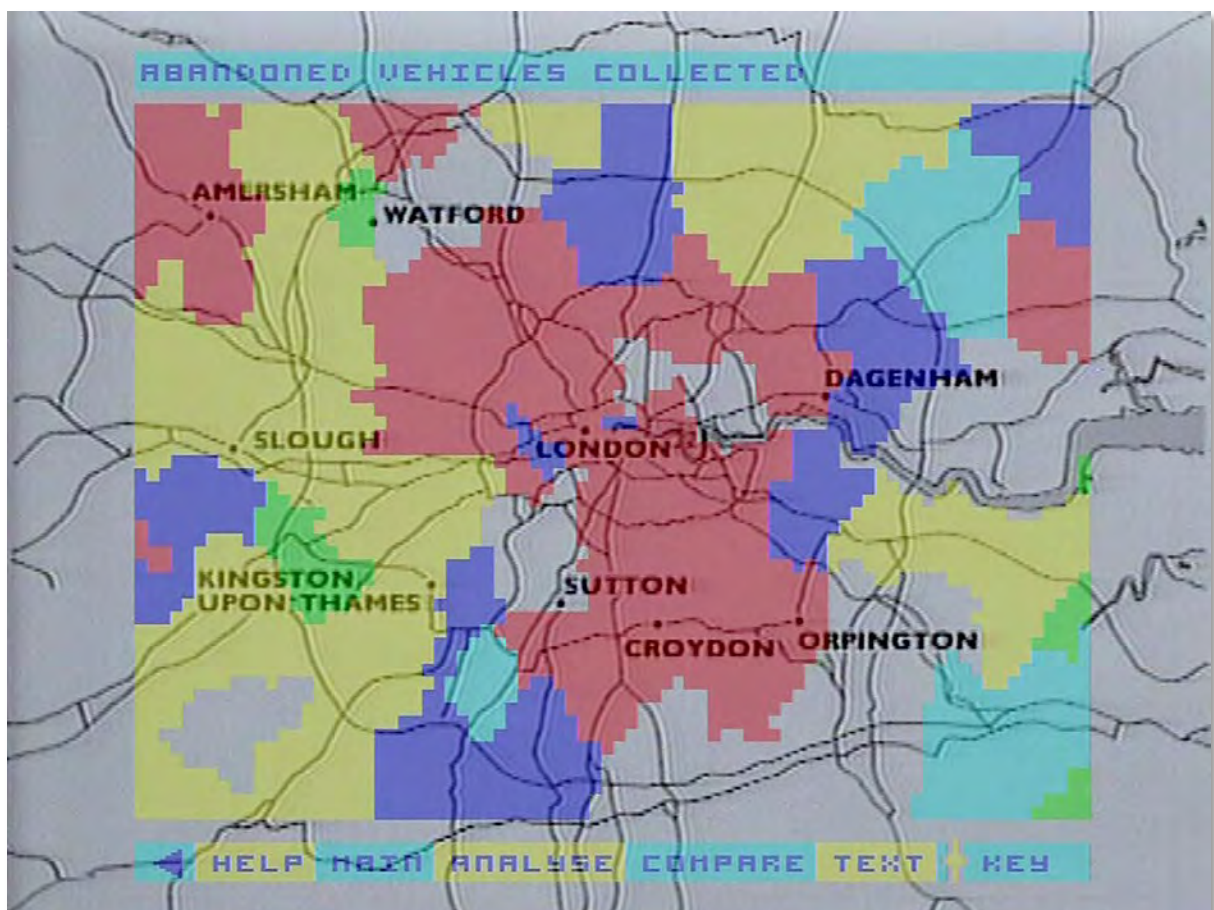 ABANDONED VEHICLES COLLECTED
AMERSHAM
WATFORD
DAGENHAM
SLOUGH
LONDON
KINGSTON
UPON THAMES
SUTTON
CROYDON
ORPINGTON
HELP MAIN ANALYSE COMPARE TEXT KEY